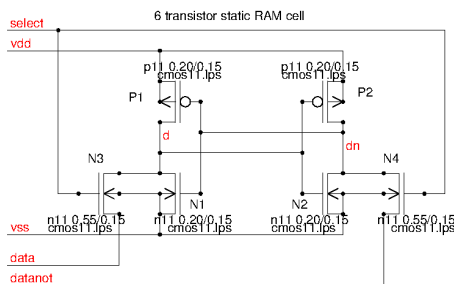 6 transistor static RAM cell
select
vdd
p11 0.20/0.15
cmos11.lps
p11 0.20/0.15
cmos11.lps
P1
P2
d
dn
N3
N4
N1
N2
n11 0.55/0.15
cmos11.lps
n11 0.20/0.15
cmos11.lps
n11 0.20/0.15
cmos11.lps
n11 0.55/0.15
cmos11.lps
vss
data
datanot